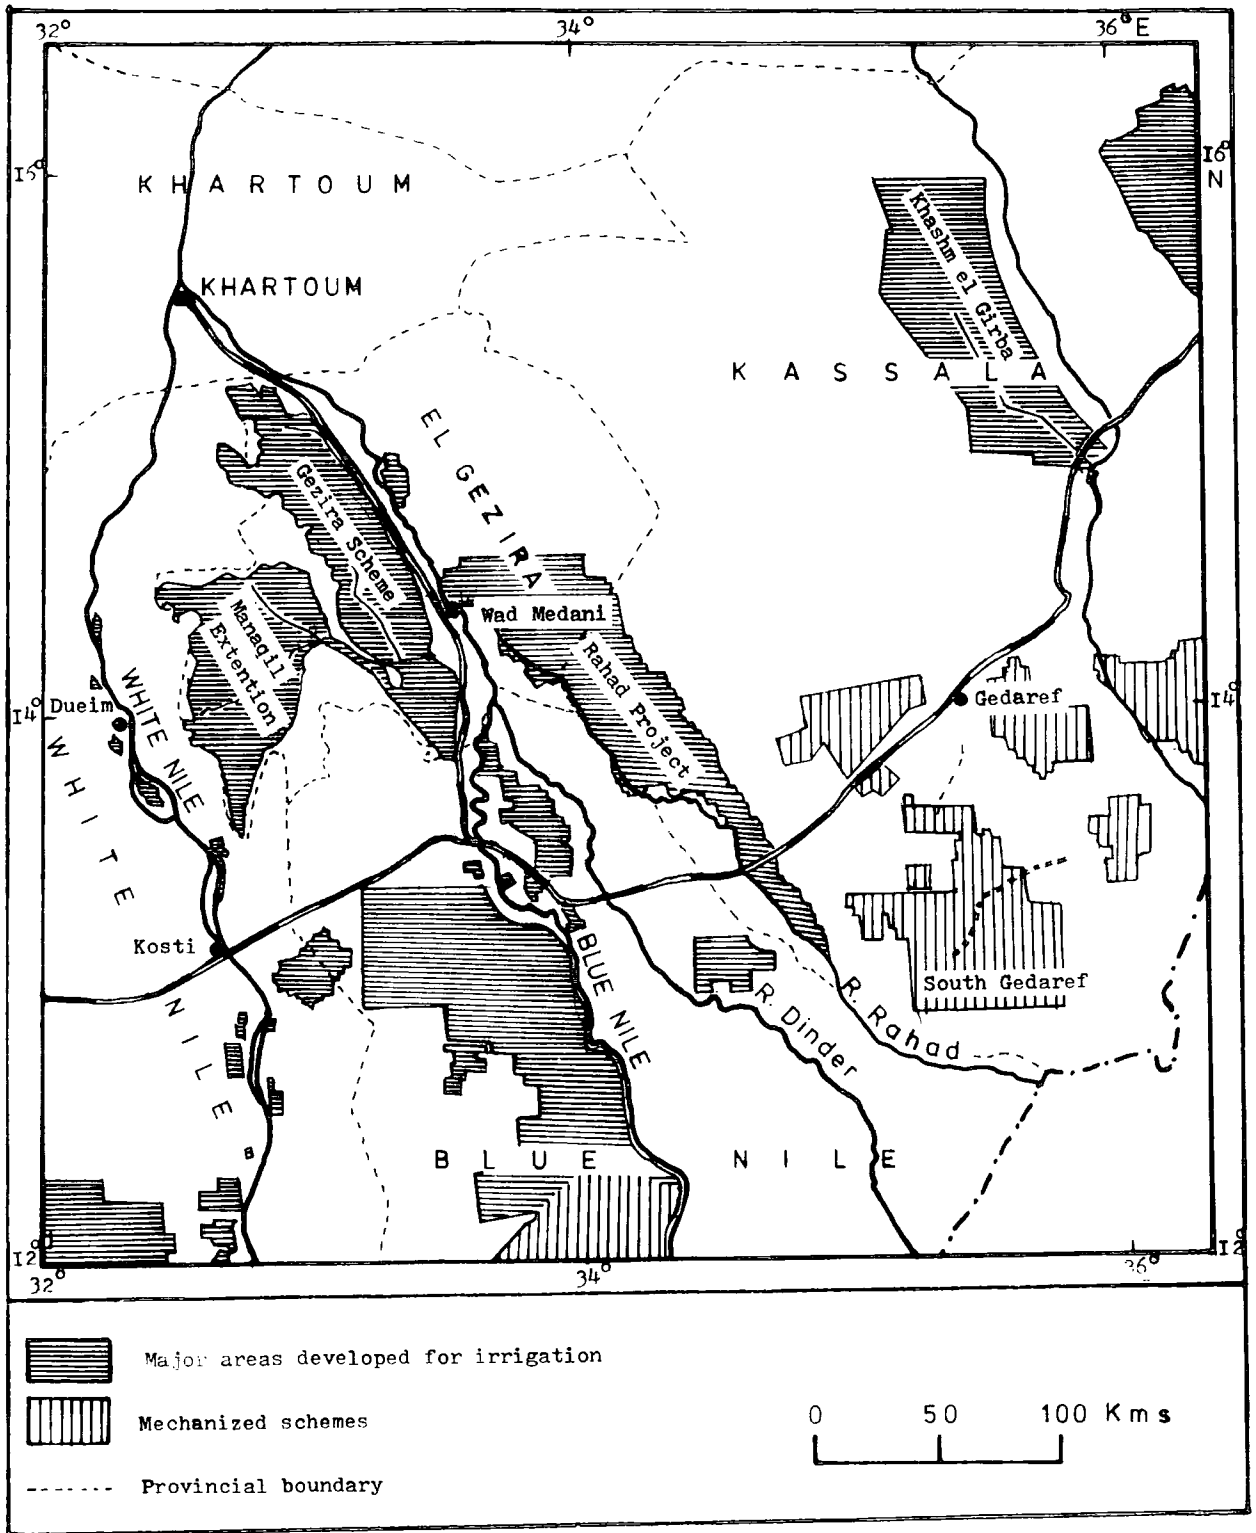 32°
34°
36° E
16°
16°
N
KHARTOUM
KHARTOUM
Khashm el Girba
KASSALA
EL GEZIRA
Gezira Scheme
Wad Medani
Managil
Extention
Rahad Project
Gedaref
WHITE NILE
Dueim
14°
14°
WHITE NILE
Kosti
BLUE NILE
South Gedaref
R. Rahad
R. Dinder
BLUE NILE
12°
12°
32°
34°
36°
Major areas developed for irrigation
Mechanized schemes
Provincial boundary
0 50 100 Kms